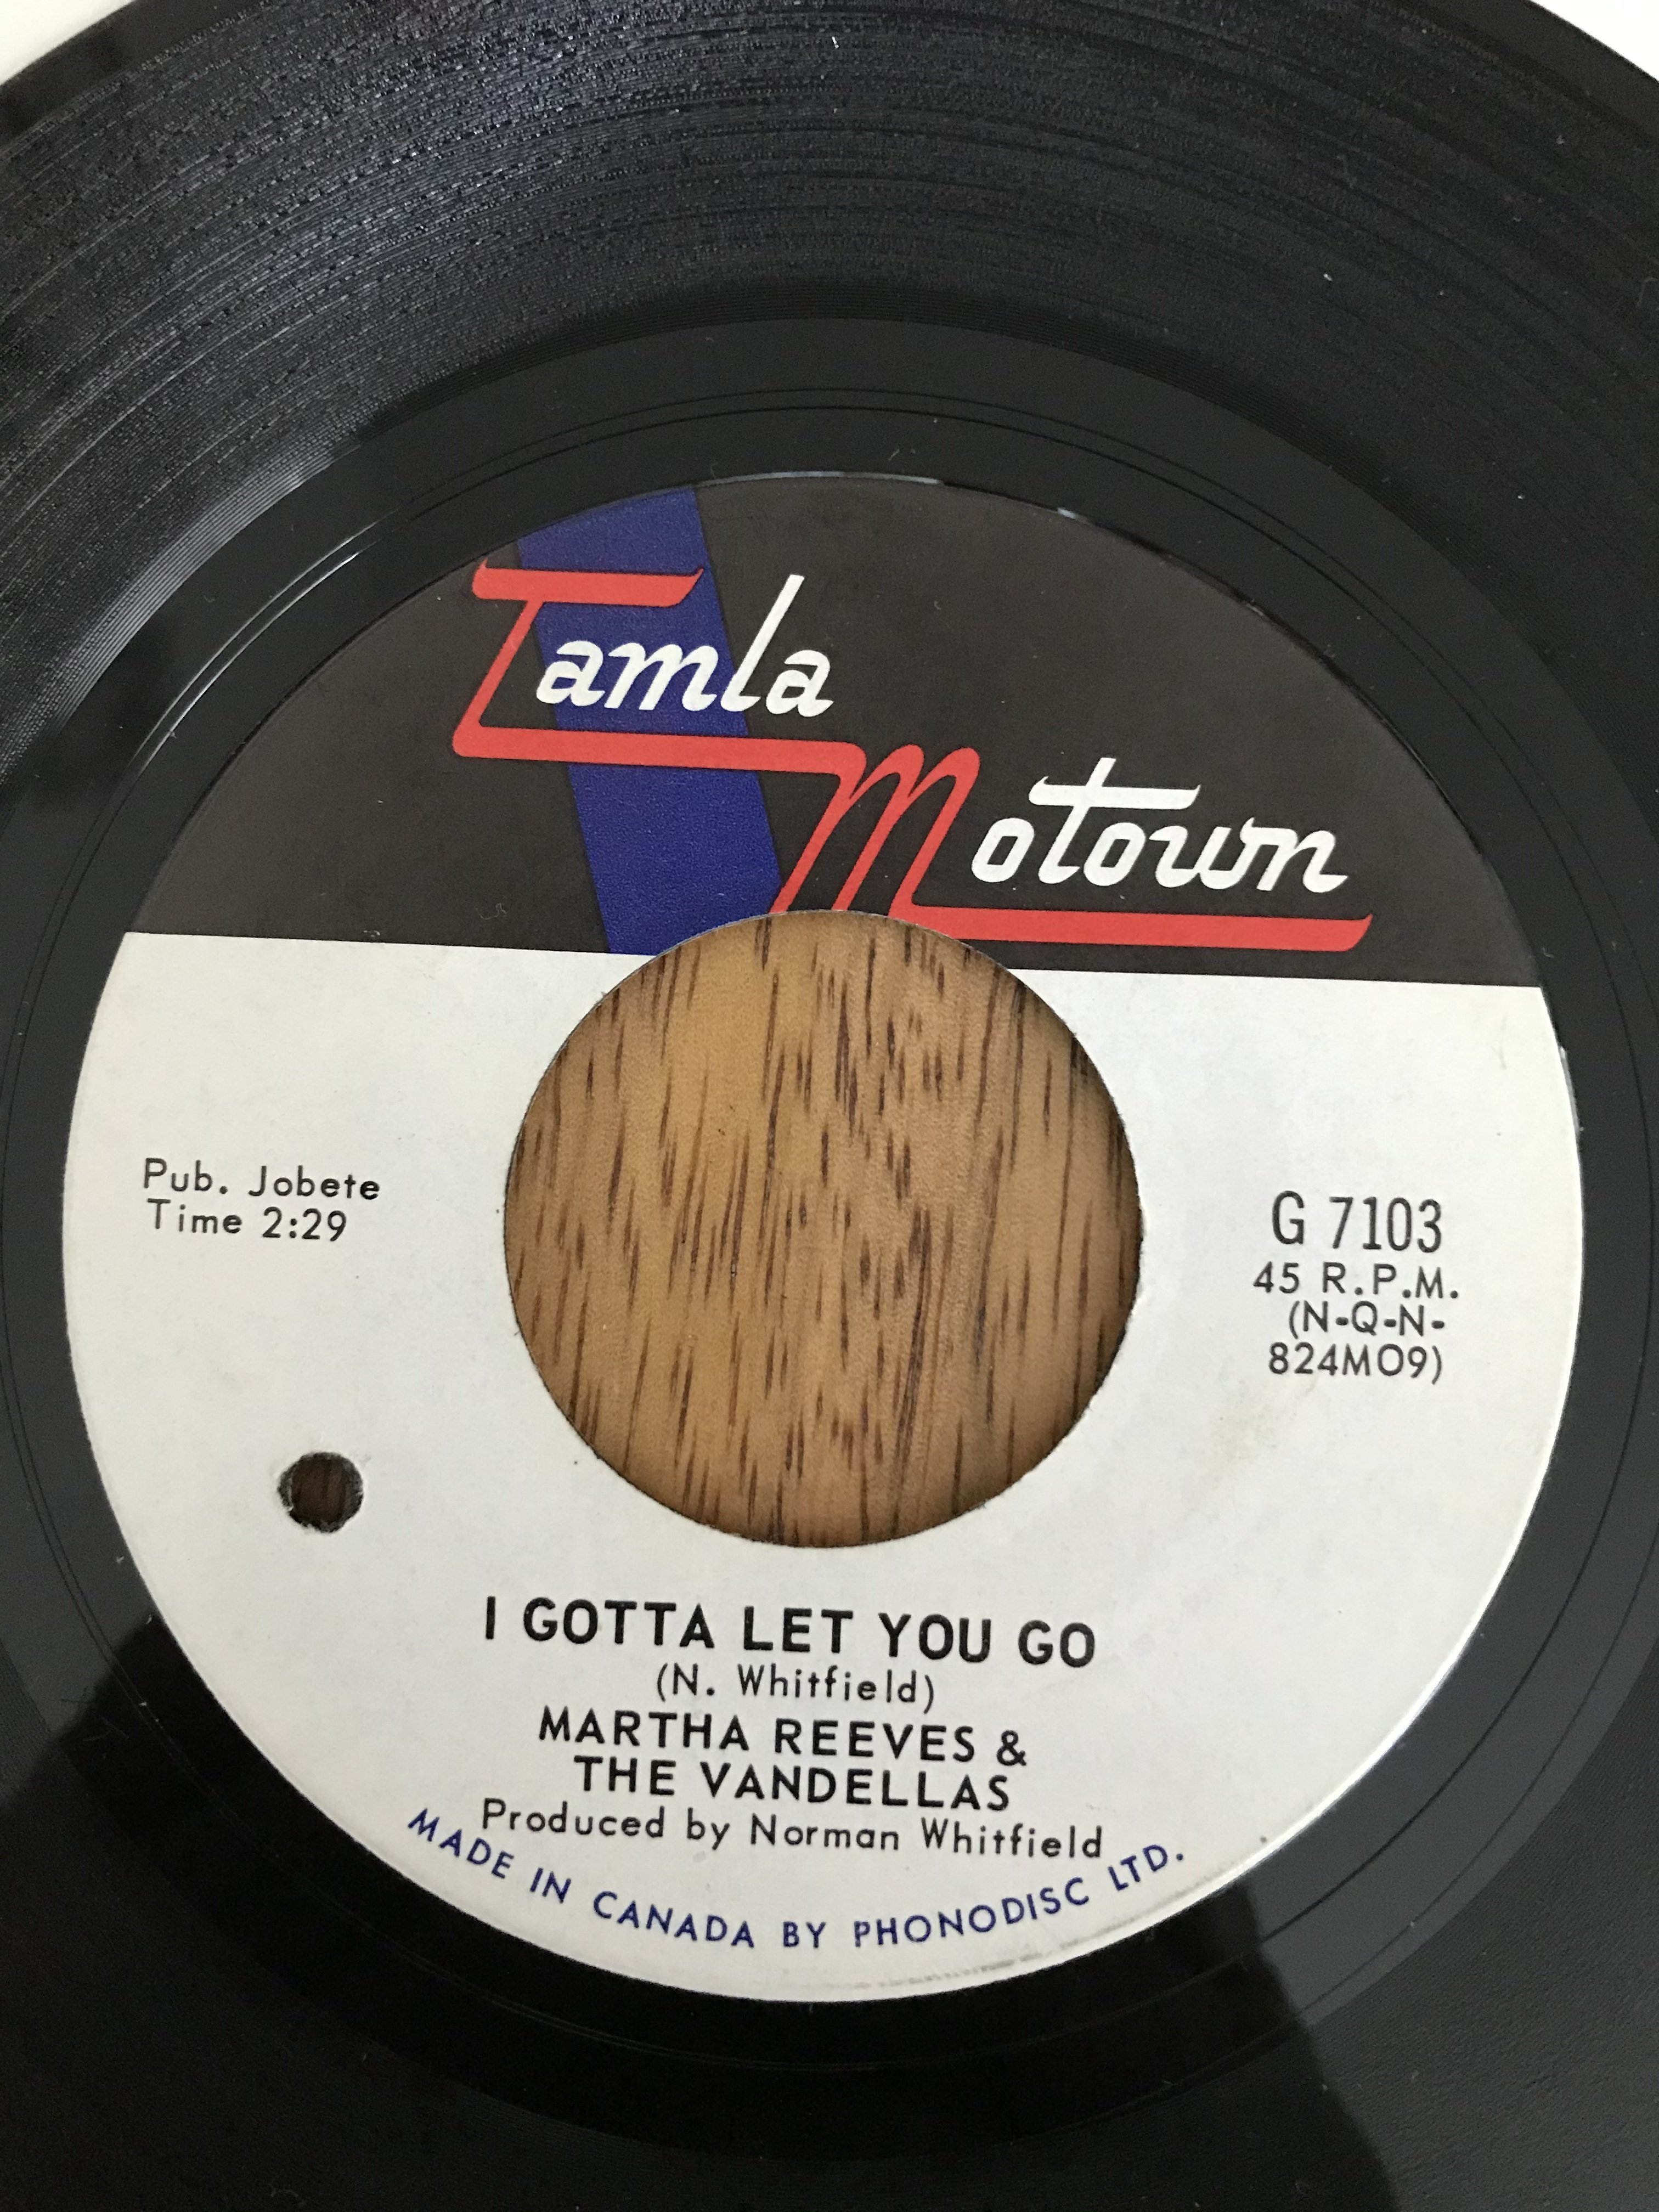 Tamla
Motown
Pub. Jobete
Time 2:29
G 7103
45 R.P.M.
(N-Q-N-
824MO9)
I GOTTA LET YOU GO
(N. Whitfield)
MARTHA REEVES &
THE VANDELLAS
Produced by Norman Whitfield
MADE IN CANADA BY PHONODISC LTD.